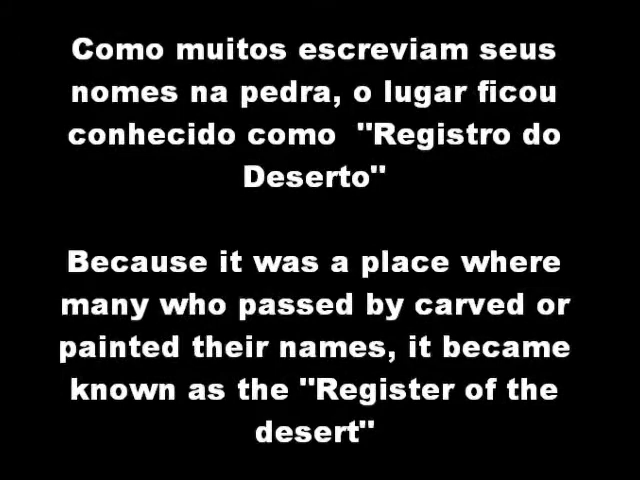 Como muitos escreviam seus
nomes na pedra, o lugar ficou
conhecido como  "Registro do
Deserto"
Because it was a place where
many who passed by carved or
painted their names, it became
known as the "Register of the
desert"